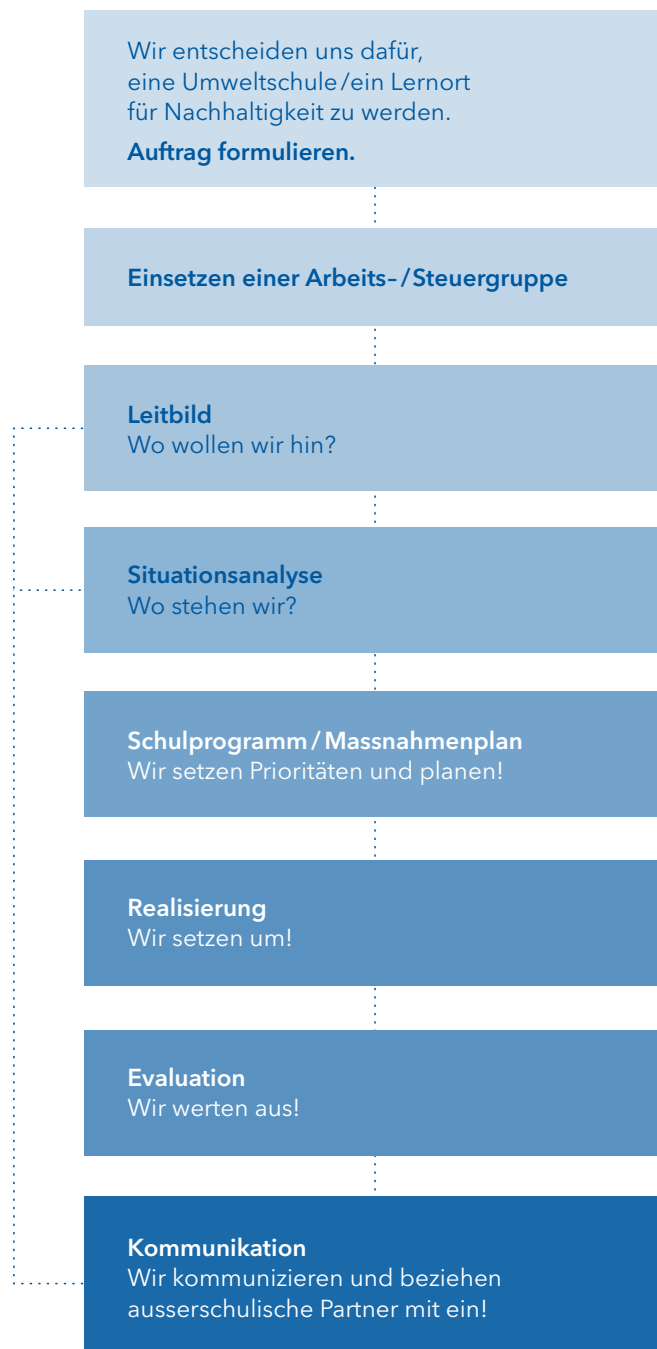 Wir entscheiden uns dafür,
eine Umweltschule/ein Lernort
für Nachhaltigkeit zu werden.
Auftrag formulieren.
Einsetzen einer Arbeits–/Steuergruppe
Leitbild
Wo wollen wir hin?
Situationsanalyse
Wo stehen wir?
Schulprogramm/Massnahmenplan
Wir setzen Prioritäten und planen!
Realisierung
Wir setzen um!
Evaluation
Wir werten aus!
Kommunikation
Wir kommunizieren und beziehen
ausserschulische Partner mit ein!